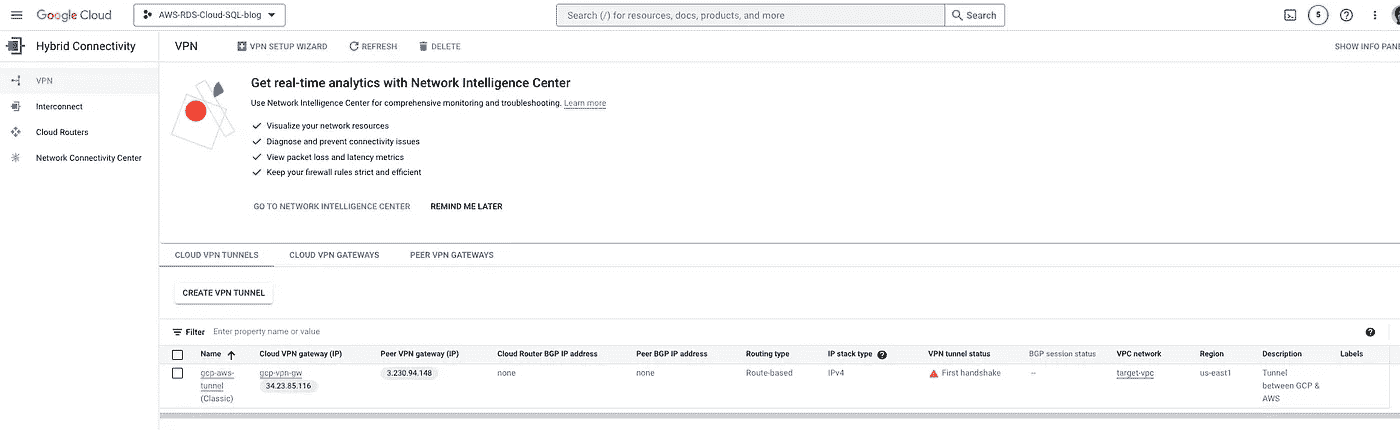 Google Cloud
AWS-RDS-Cloud-SQL-blog
Search (/) for resources, docs, products, and more
Search
5
Hybrid Connectivity
VPN
VPN SETUP WIZARD
REFRESH
DELETE
SHOW INFO PANE
VPN
Interconnect
Cloud Routers
Network Connectivity Center
Get real-time analytics with Network Intelligence Center
Use Network Intelligence Center for comprehensive monitoring and troubleshooting. Learn more
Visualize your network resources
Diagnose and prevent connectivity issues
View packet loss and latency metrics
Keep your firewall rules strict and efficient
GO TO NETWORK INTELLIGENCE CENTER
REMIND ME LATER
CLOUD VPN TUNNELS
CLOUD VPN GATEWAYS
PEER VPN GATEWAYS
CREATE VPN TUNNEL
Filter
Enter property name or value
Name
Cloud VPN gateway (IP)
Peer VPN gateway (IP)
Cloud Router BGP IP address
Peer BGP IP address
Routing type
IP stack type
VPN tunnel status
BGP session status
VPC network
Region
Description
Labels
gcp-aws-
tunnel
(Classic)
gcp-vpn-gw
34.23.85.116
3.230.94.148
none
none
Route-based
IPv4
First handshake
–
target-vpc
us-east1
Tunnel
between GCP &
AWS